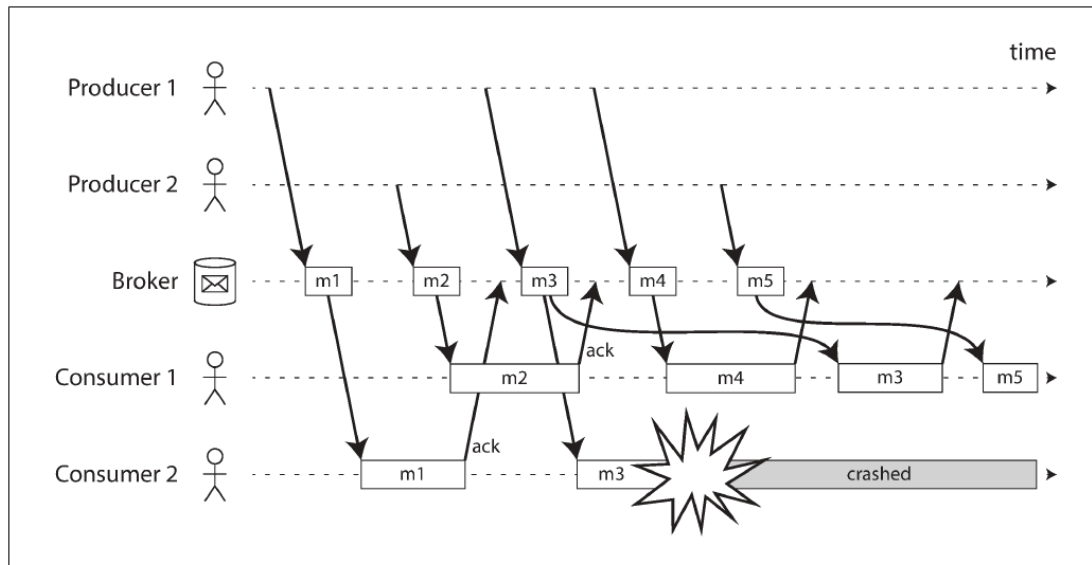 time
Producer 1
Producer 2
Broker
m1
m2
m3
m4
m5
ack
Consumer 1
m2
m4
m3
m5
ack
Consumer 2
m1
m3
crashed